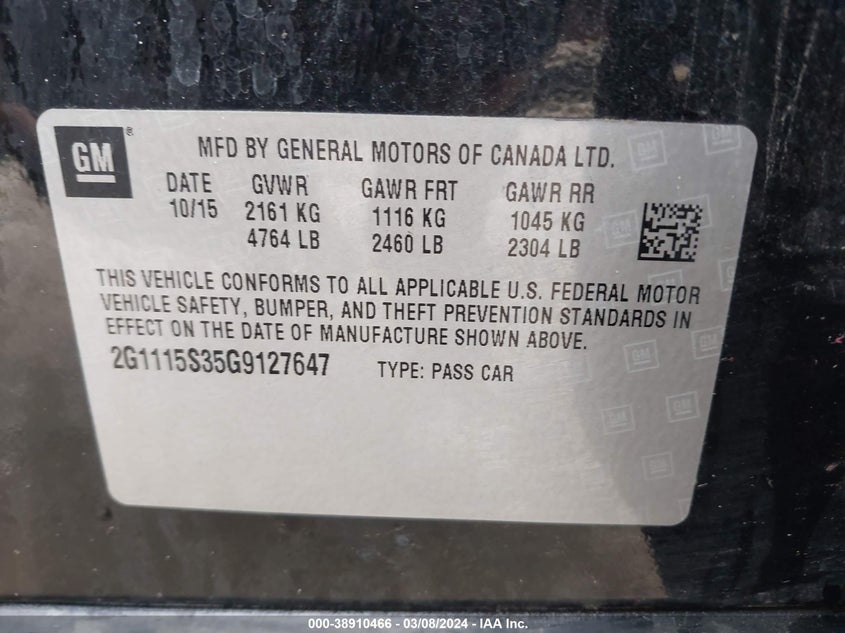 GM
MFD BY GENERAL MOTORS OF CANADA LTD.
DATE GVWR GAWR FRT GAWR RR
10/15 2161 KG 1116 KG 1045 KG
4764 LB 2460 LB 2304 LB
THIS VEHICLE CONFORMS TO ALL APPLICABLE U.S. FEDERAL MOTOR
VEHICLE SAFETY, BUMPER, AND THEFT PREVENTION STANDARDS IN
EFFECT ON THE DATE OF MANUFACTURE SHOWN ABOVE.
2G1115S35G9127647 TYPE: PASS CAR
000-38910466 - 03/08/2024 - IAA Inc.